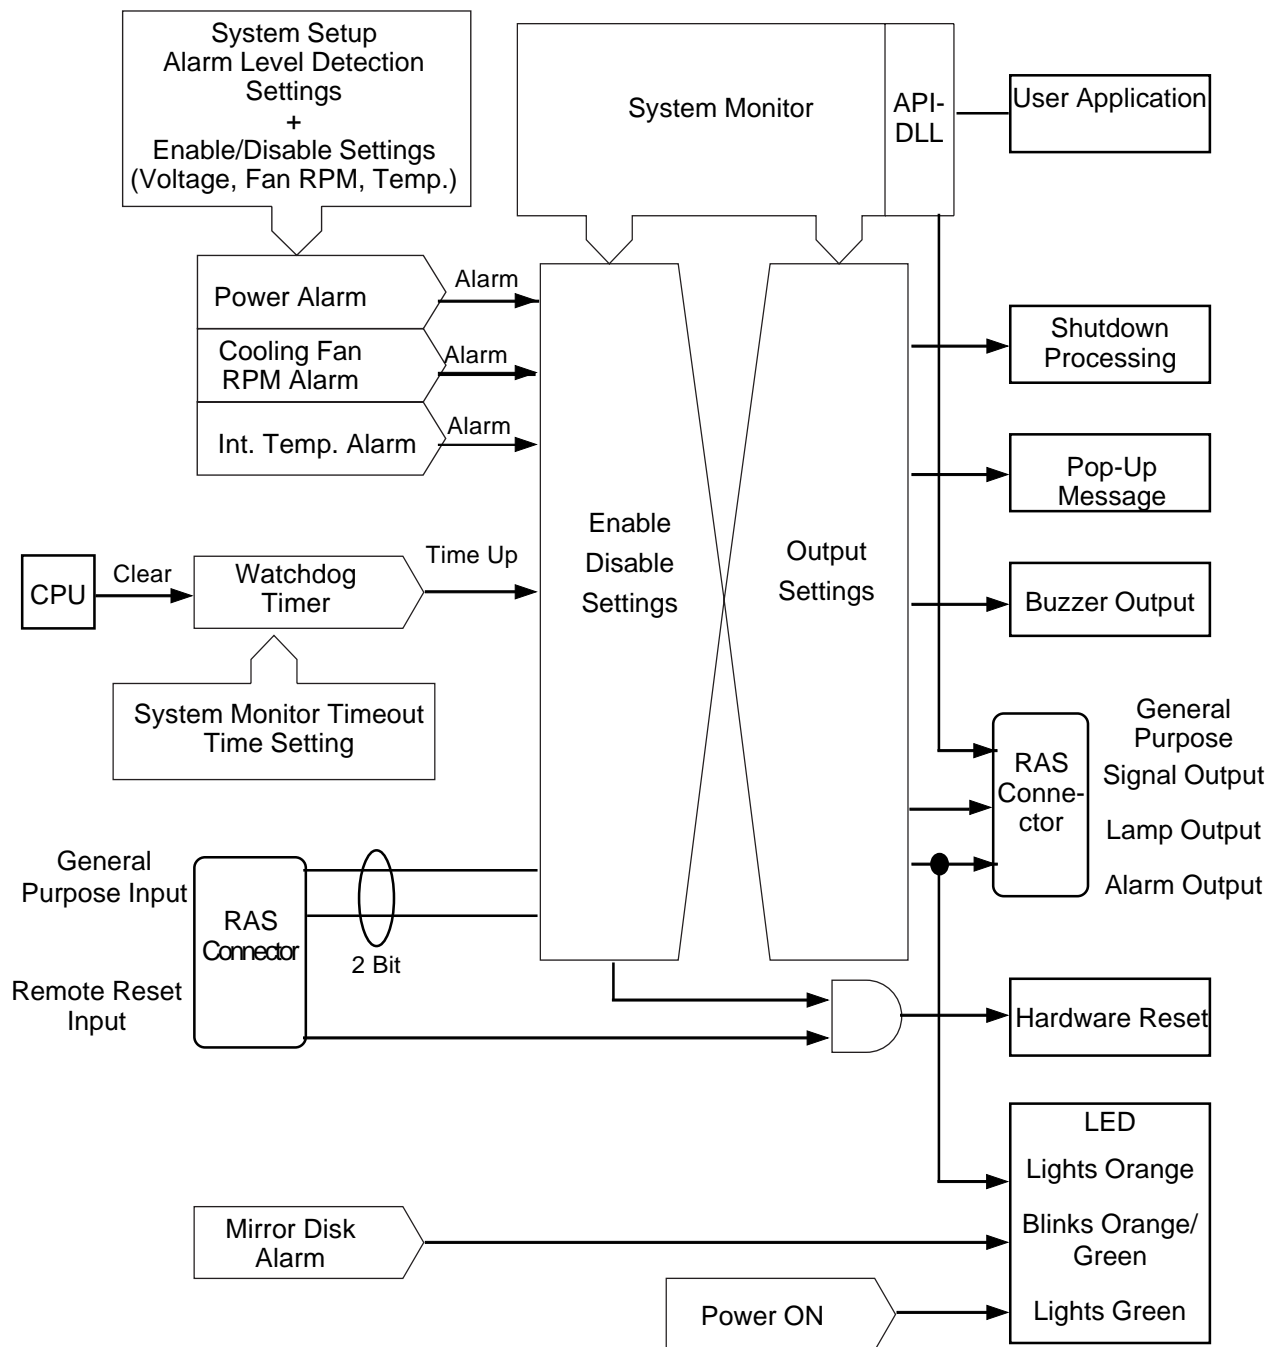 System Setup
Alarm Level Detection
Settings
+
Enable/Disable Settings
(Voltage, Fan RPM, Temp.)
System Monitor
API-
DLL
User Application
Power Alarm
Alarm
Cooling Fan
RPM Alarm
Alarm
Int. Temp. Alarm
Alarm
Shutdown
Processing
Pop-Up
Message
Enable
Disable
Settings
Output
Settings
Buzzer Output
CPU
Clear
Watchdog
Timer
Time Up
System Monitor Timeout
Time Setting
RAS
Conne-
ctor
General
Purpose
Signal Output
Lamp Output
Alarm Output
General
Purpose Input
RAS
Connector
2 Bit
Remote Reset
Input
Hardware Reset
LED
Lights Orange
Blinks Orange/
Green
Lights Green
Mirror Disk
Alarm
Power ON